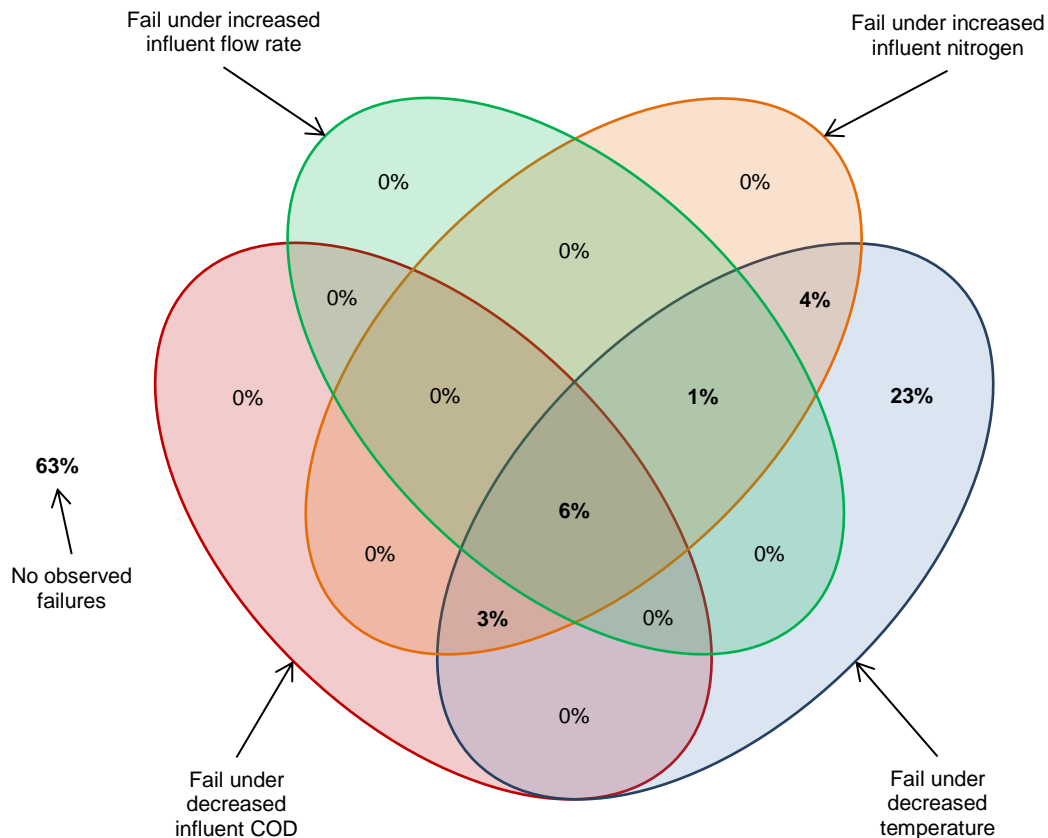 Fail under increased
influent flow rate
Fail under increased
influent nitrogen
0%
0%
0%
0%
4%
0%
0%
1%
23%
63%
6%
No observed
failures
0%
0%
3%
0%
0%
Fail under
decreased
influent COD
Fail under
decreased
temperature